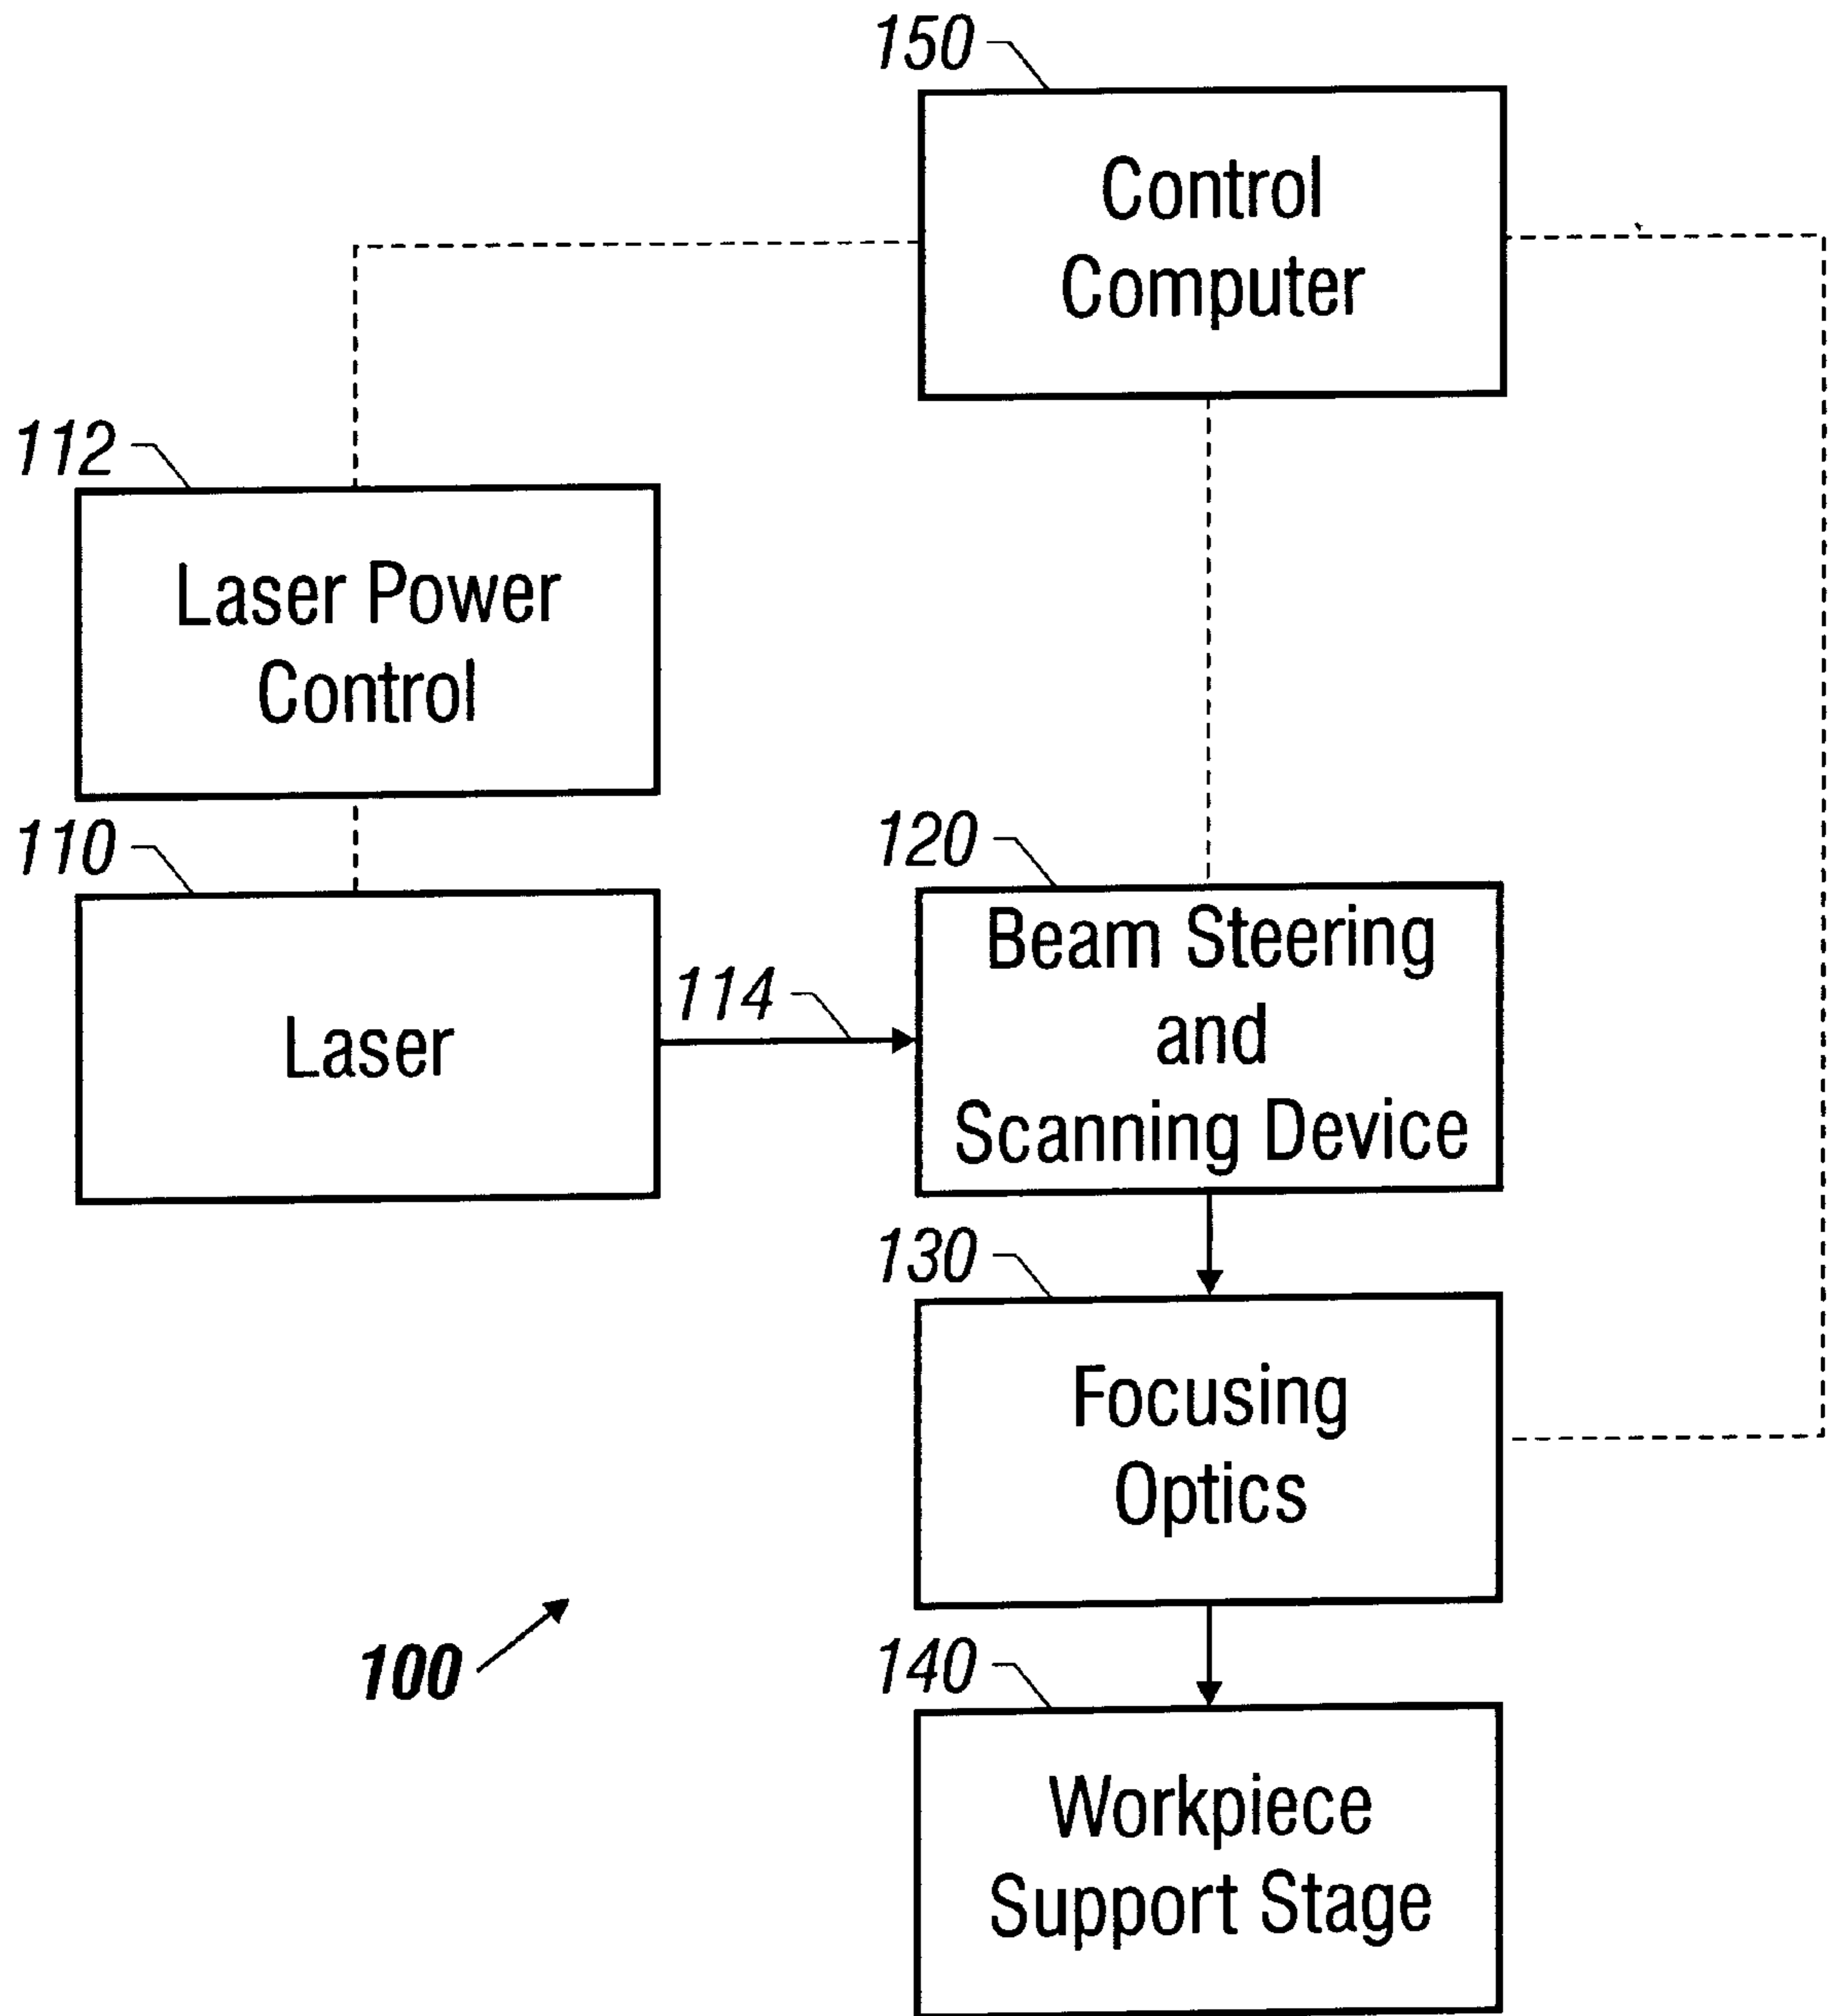 150
Control
Computer
112
Laser Power
Control
110
Laser
114
120
Beam Steering
and
Scanning Device
130
Focusing
Optics
100
140
Workpiece
Support Stage